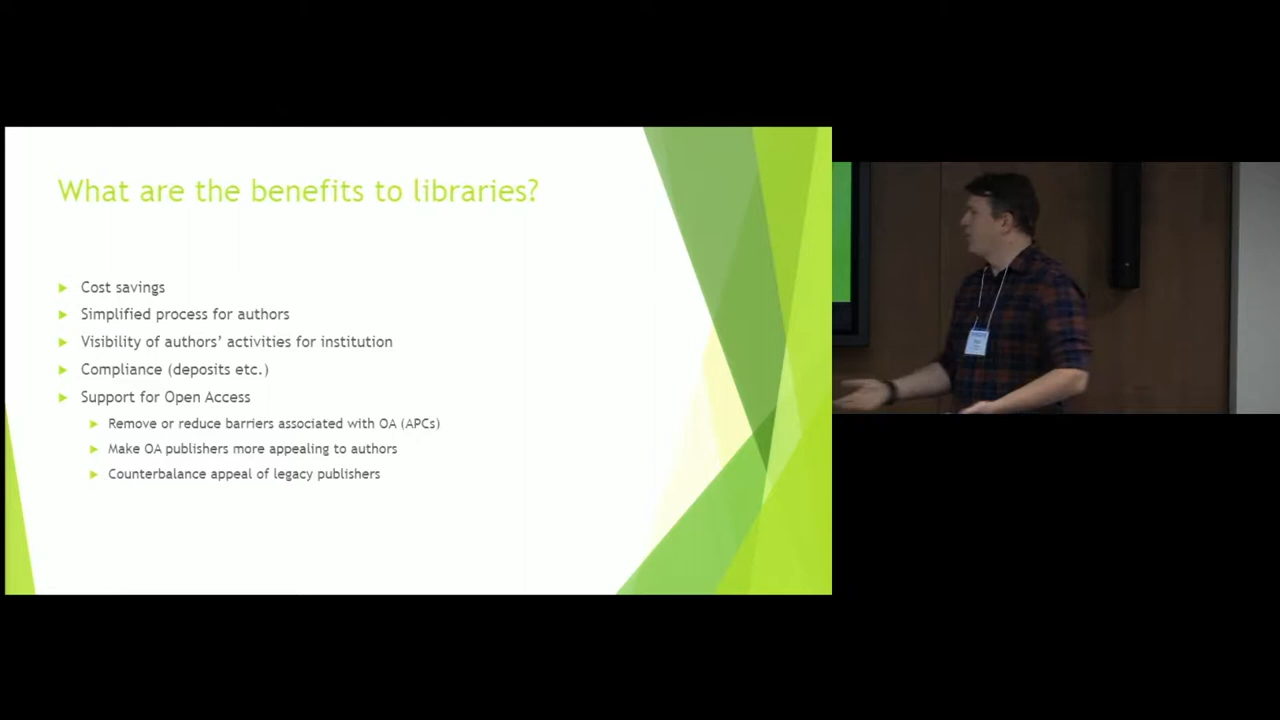 What are the benefits to libraries?
Cost savings
Simplified process for authors
Visibility of authors' activities for institution
Compliance (deposits etc.)
Support for Open Access
Remove or reduce barriers associated with OA (APCs)
Make OA publishers more appealing to authors
Counterbalance appeal of legacy publishers